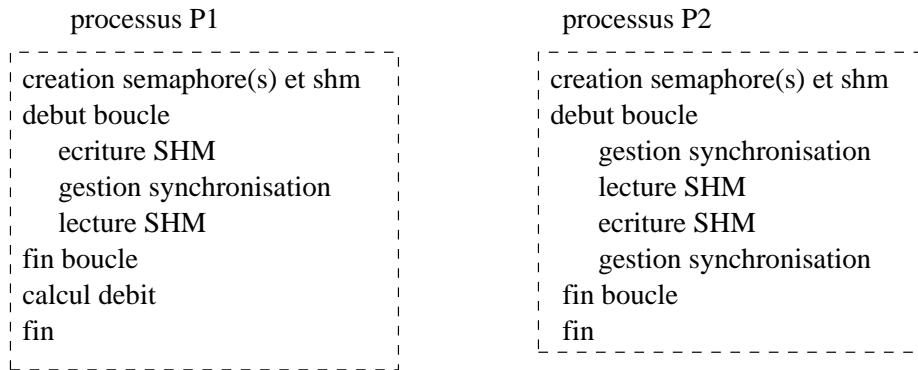 processus P1
creation semaphore(s) et shm
debut boucle
ecriture SHM
gestion synchronisation
lecture SHM
fin boucle
calcul debit
fin
processus P2
creation semaphore(s) et shm
debut boucle
gestion synchronisation
lecture SHM
ecriture SHM
gestion synchronisation
fin boucle
fin